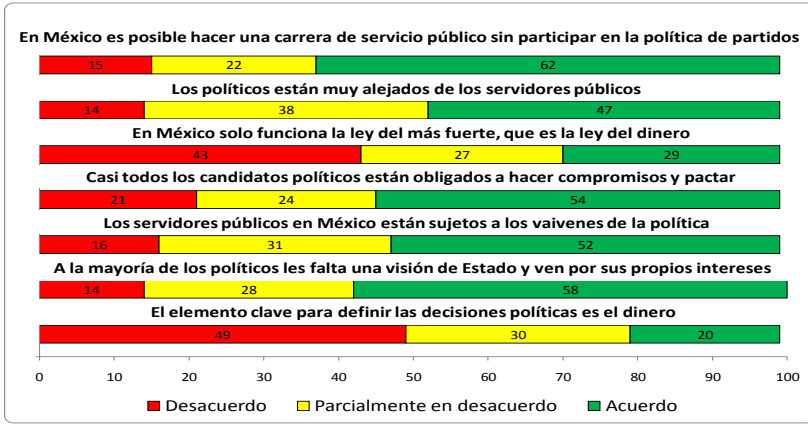 En México es posible hacer una carrera de servicio público sin participar en la política de partidos
15 22 62
Los políticos están muy alejados de los servidores públicos
14 38 47
En México solo funciona la ley del más fuerte, que es la ley del dinero
43 27 29
Casi todos los candidatos políticos están obligados a hacer compromisos y pactar
21 24 54
Los servidores públicos en México están sujetos a los vaivenes de la política
16 31 52
A la mayoría de los políticos les falta una visión de Estado y ven por sus propios intereses
14 28 58
El elemento clave para definir las decisiones políticas es el dinero
49 30 20
0 10 20 30 40 50 60 70 80 90 100
Desacuerdo Parcialmente en desacuerdo Acuerdo